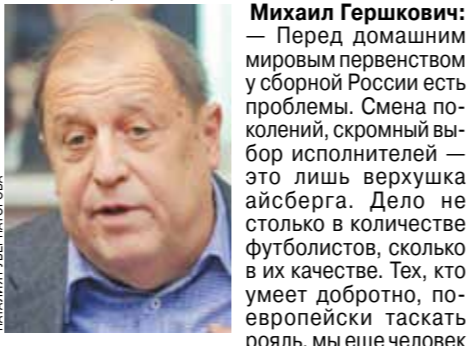 Михаил Гершкович:
— Перед домашним
мировым первенством
у сборной России есть
проблемы. Смена по-
колений, скромный вы-
бор исполнителей —
это лишь верхушка
айсберга. Дело не
столько в количестве
футболистов, сколько
в их качестве. Тех, кто
умеет добротно, по-
европейски таскать
рояль, мы еще человек